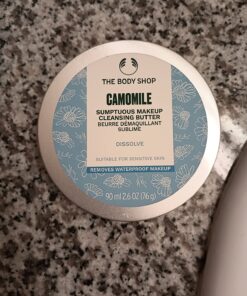 THE BODY SHOP
CAMOMILE
SUMPTUOUS MAKEUP
CLEANSING BUTTER
BEURRE DÉMAQUILLANT
SUBLIME
DISSOLVE
SUITABLE FOR SENSITIVE SKIN
REMOVES WATERPROOF MAKEUP
90 ml 2.6 OZ (76 g)